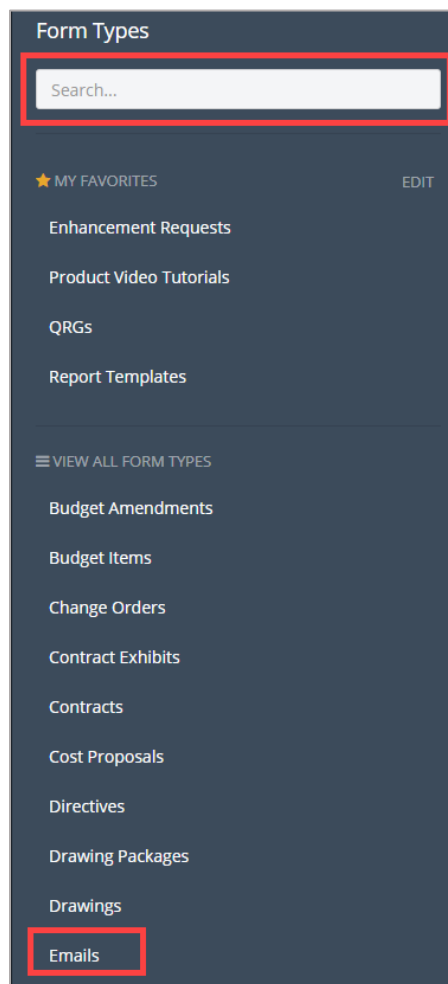 Form Types
Search...
MY FAVORITES EDIT
Enhancement Requests
Product Video Tutorials
QRGs
Report Templates
VIEW ALL FORM TYPES
Budget Amendments
Budget Items
Change Orders
Contract Exhibits
Contracts
Cost Proposals
Directives
Drawing Packages
Drawings
Emails